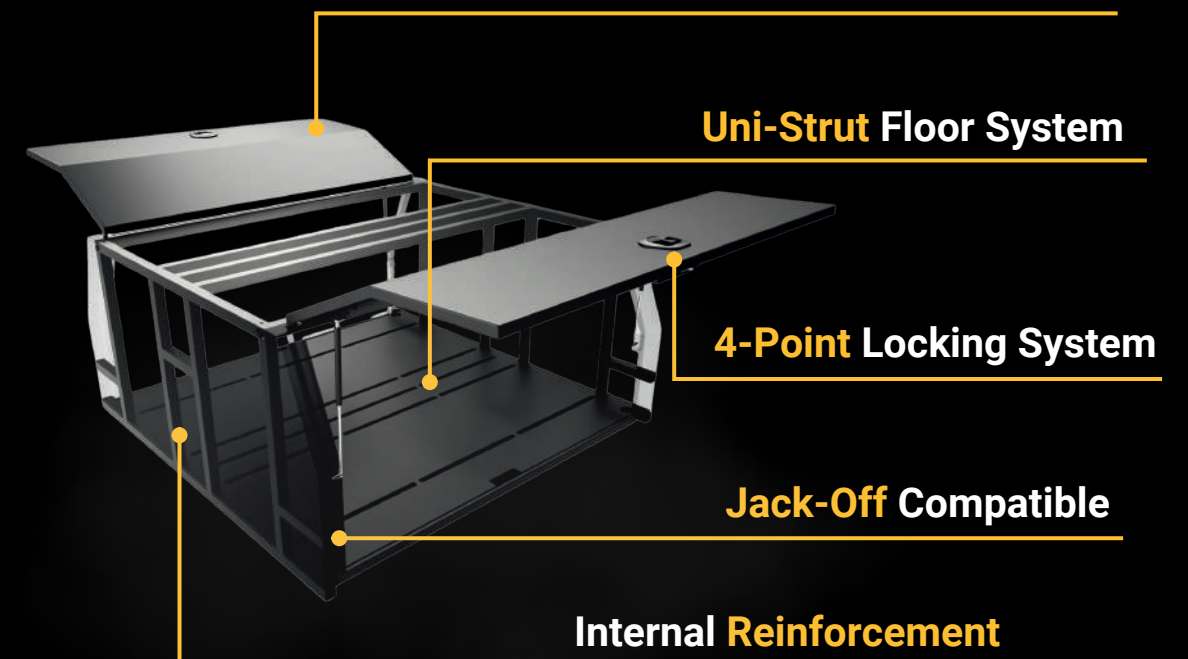 Uni-Strut Floor System
4-Point Locking System
Jack-Off Compatible
Internal Reinforcement